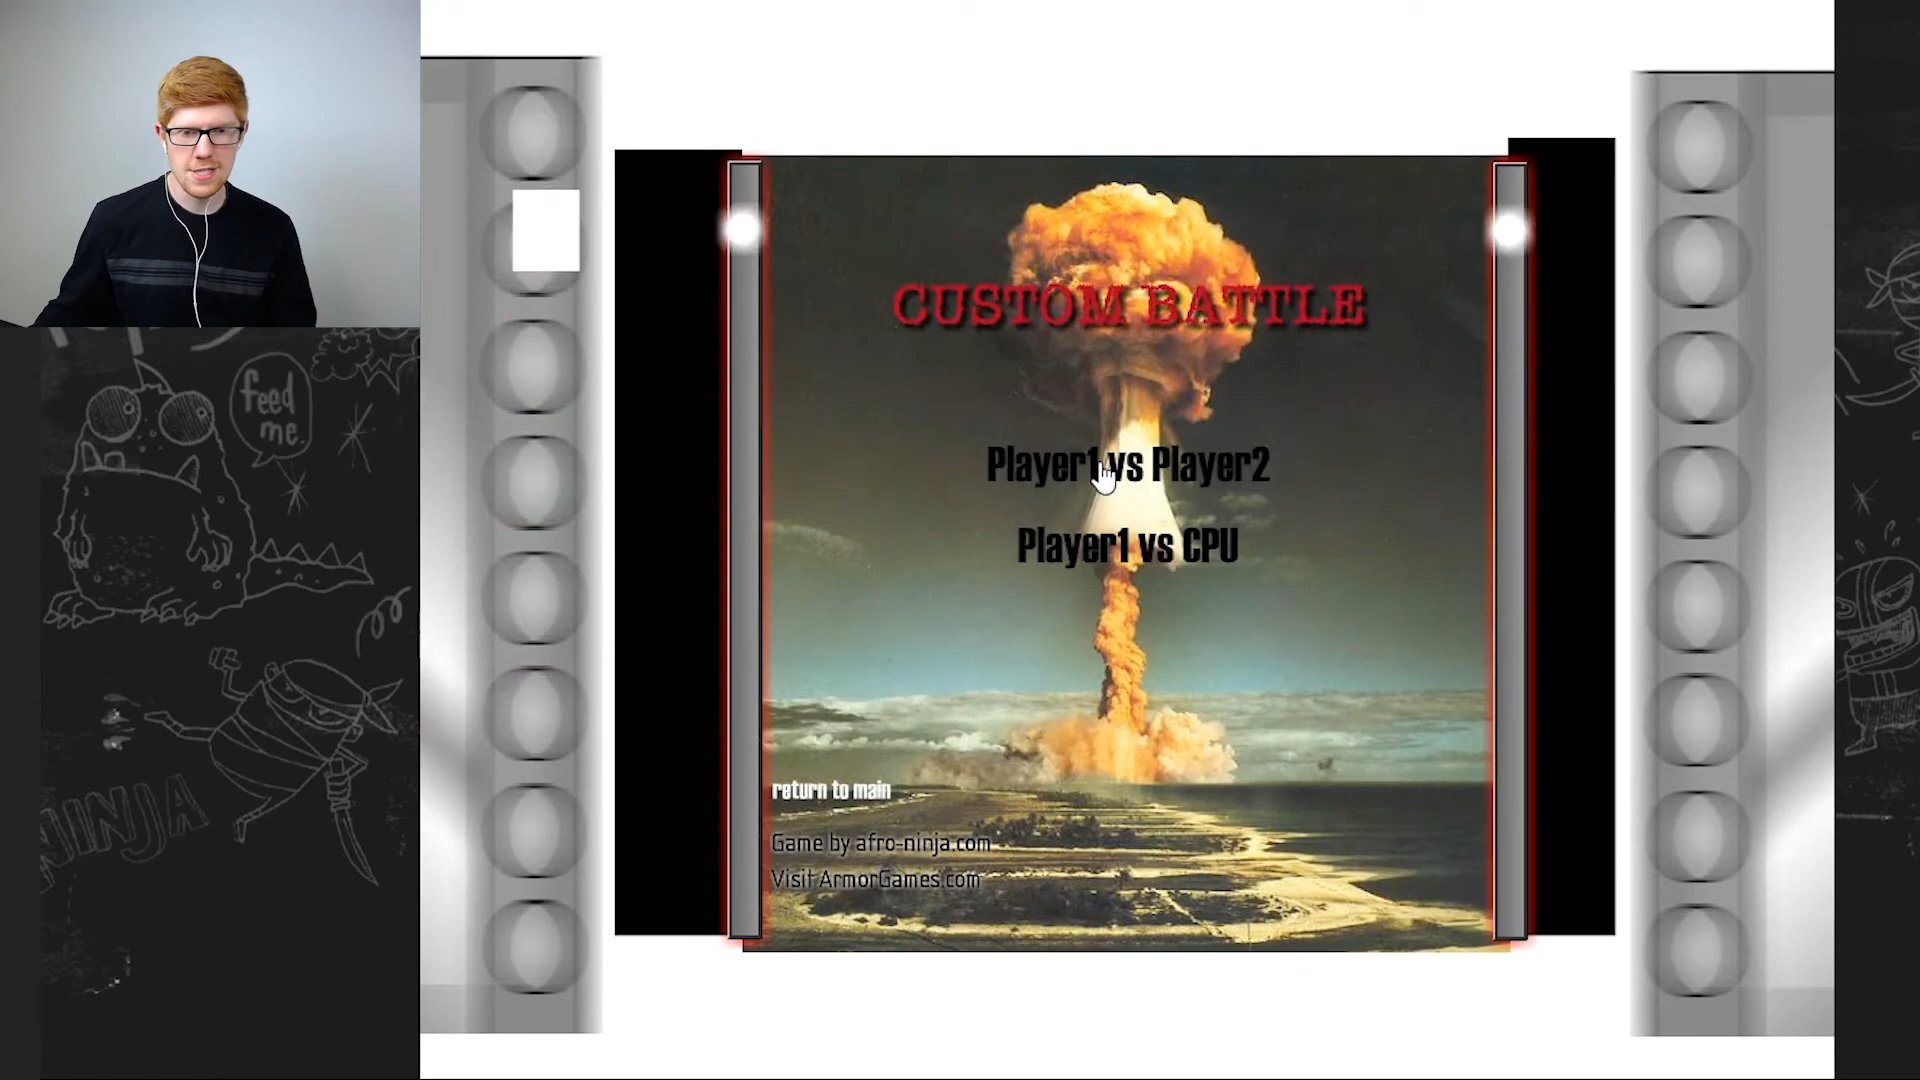 feed
me.
NINJA
CUSTOM BATTLE
Player1 vs Player2
Player1 vs CPU
return to main
Game by afro-ninja.com
Visit ArmorGames.com